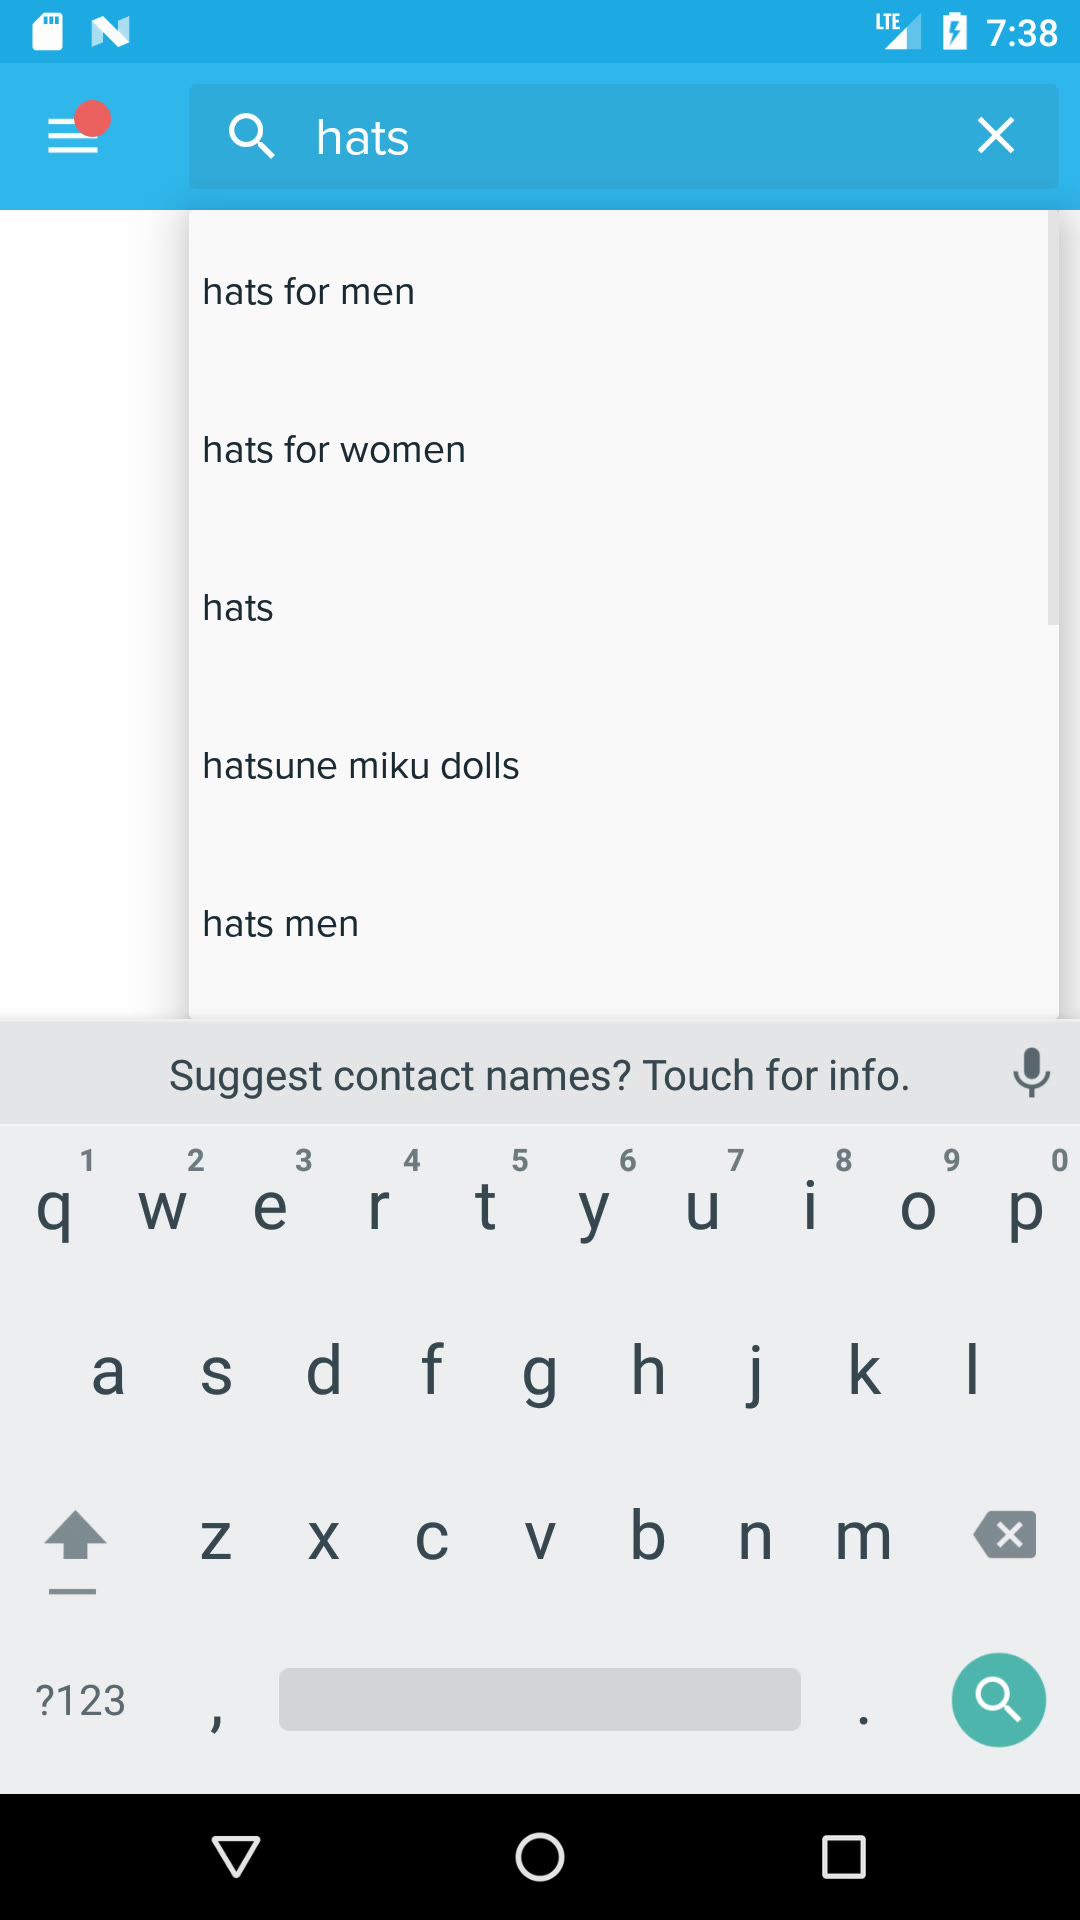 LTE 7:38
hats
hats for men
hats for women
hats
hatsune miku dolls
hats men
Suggest contact names? Touch for info.
1 2 3 4 5 6 7 8 9 0
q w e r t y u i o p
a s d f g h j k l
z x c v b n m
?123 , .